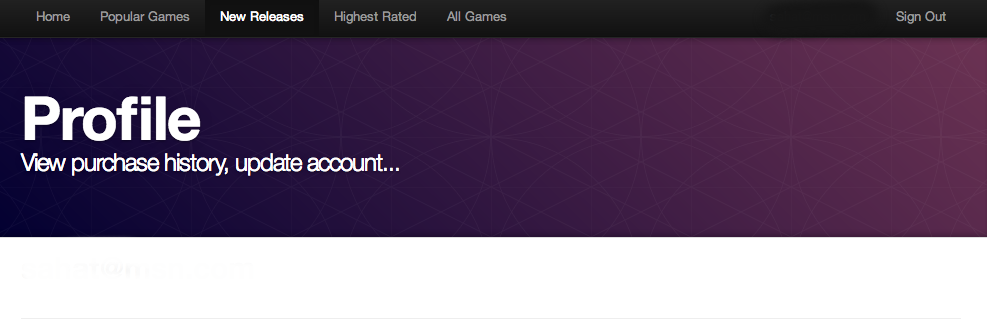 Home Popular Games New Releases Highest Rated All Games Sign Out
Profile
View purchase history, update account...